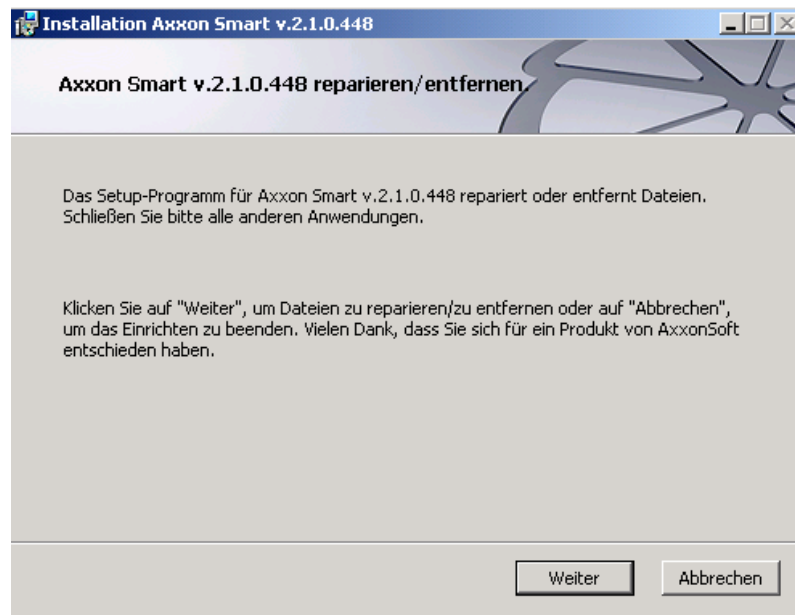 Installation Axxon Smart v.2.1.0.448
Axxon Smart v.2.1.0.448 reparieren/entfernen.
Das Setup-Programm für Axxon Smart v.2.1.0.448 repariert oder entfernt Dateien.
Schließen Sie bitte alle anderen Anwendungen.
Klicken Sie auf "Weiter", um Dateien zu reparieren/zu entfernen oder auf "Abbrechen",
um das Einrichten zu beenden. Vielen Dank, dass Sie sich für ein Produkt von AxxonSoft
entschieden haben.
Weiter
Abbrechen